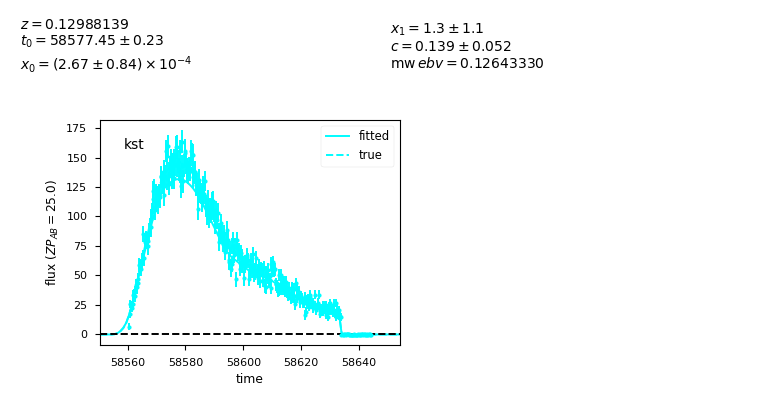 z = 0.12988139
t₀ = 58577.45 ± 0.23
x₀ = (2.67 ± 0.84) × 10⁻⁴
x₁ = 1.3 ± 1.1
c = 0.139 ± 0.052
mw ebv = 0.12643330
kst
fitted
true
175
150
125
100
75
50
25
0
flux (ZP_AB = 25.0)
58560 58580 58600 58620 58640
time